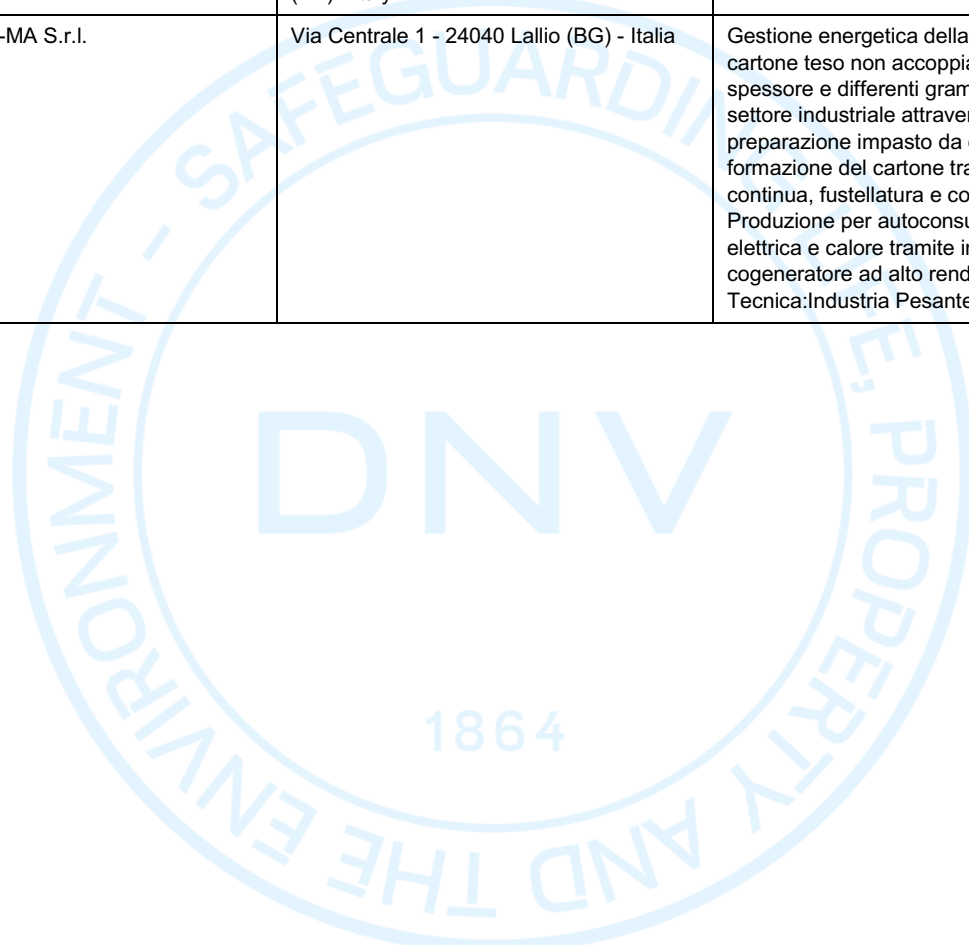 -MA S.r.l.
Via Centrale 1 - 24040 Lallio (BG) - Italia
Gestione energetica della
cartone teso non accoppia
spessore e differenti gram
settore industriale attraver
preparazione impasto da
formazione del cartone tra
continua, fustellatura e co
Produzione per autoconsu
elettrica e calore tramite i
cogeneratore ad alto rend
Tecnica:Industria Pesante
SAFEGUARDING LIFE, PROPERTY AND THE ENVIRONMENT -
DNV
1864